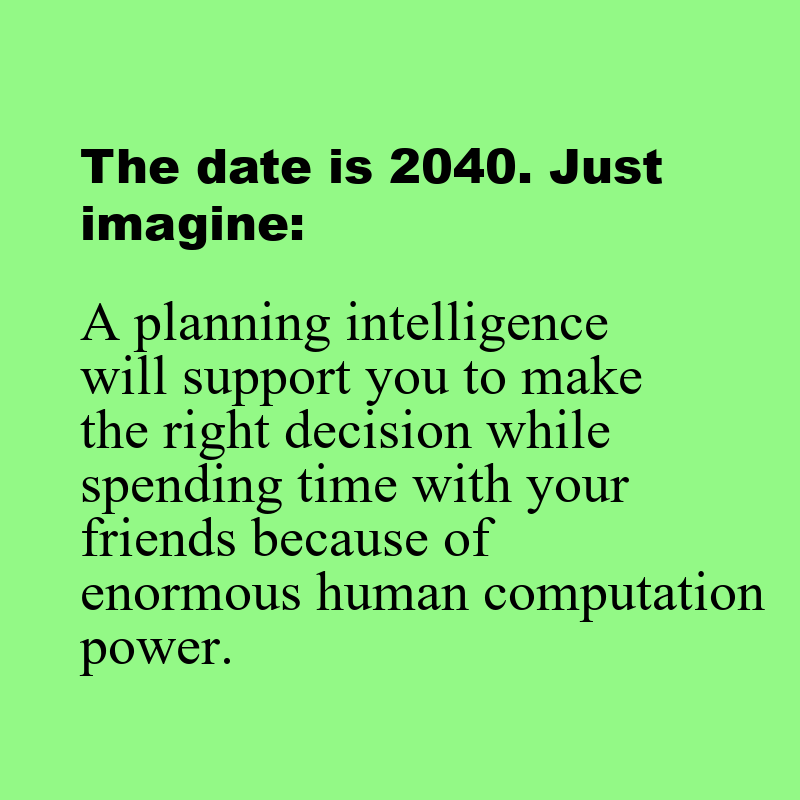 The date is 2040. Just
imagine:
A planning intelligence
will support you to make
the right decision while
spending time with your
friends because of
enormous human computation
power.